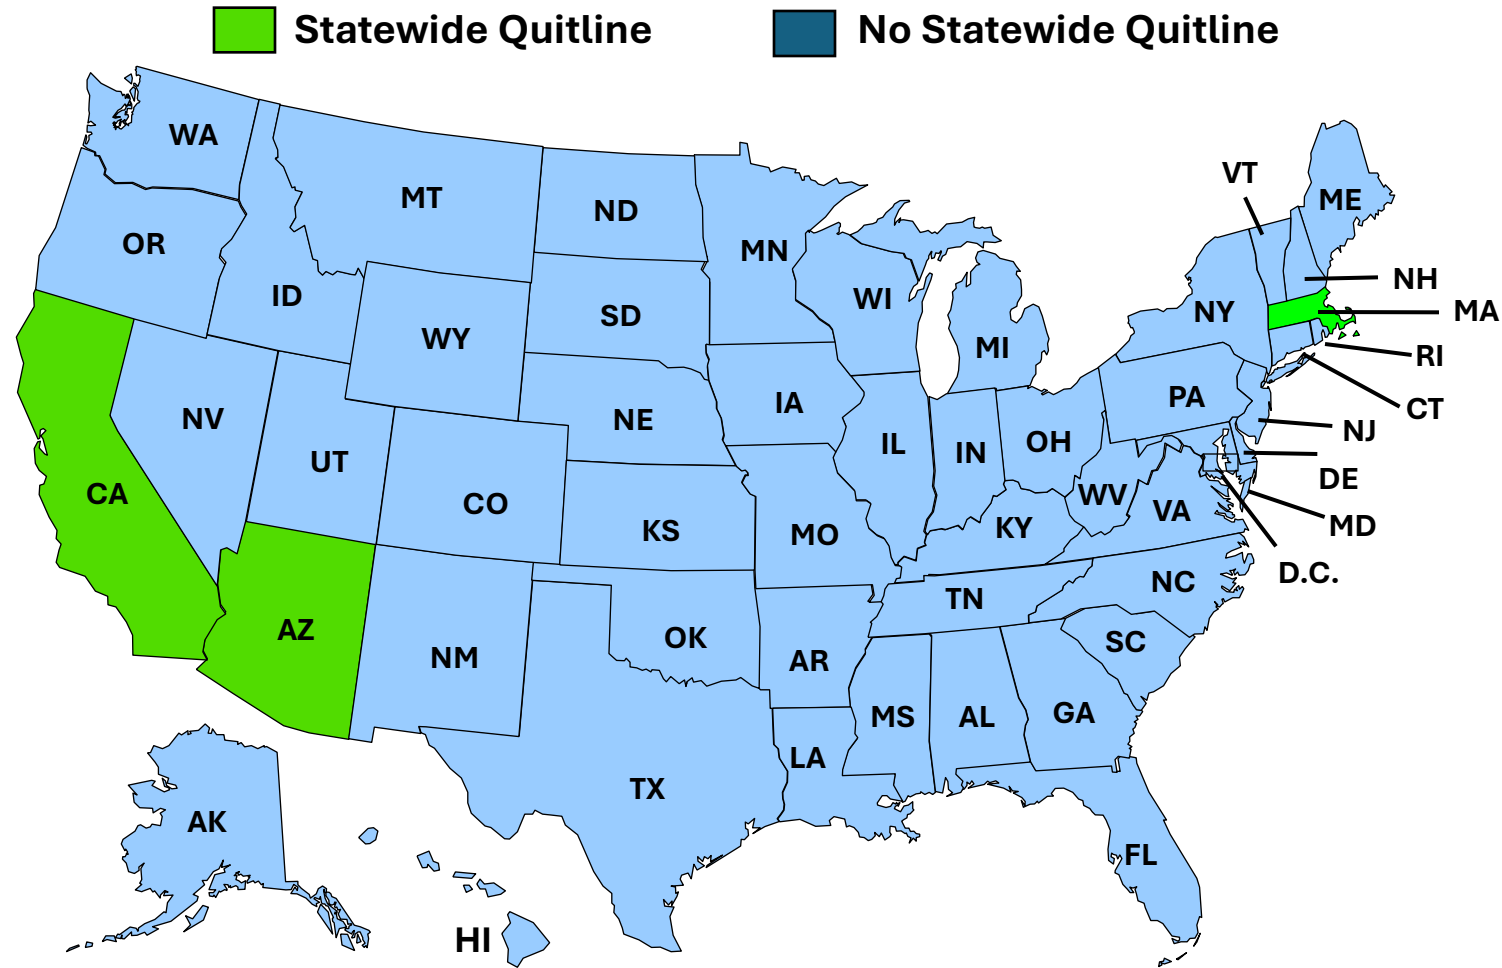 Statewide Quitline
No Statewide Quitline
WA
OR
MT
ID
ND
MN
SD
WY
WI
MI
VT
ME
NH
NY
MA
RI
CT
NV
UT
CA
CO
NE
IA
IL
IN
OH
PA
NJ
DE
MD
D.C.
KS
MO
KY
WV
VA
AZ
NM
OK
AR
TN
NC
SC
MS
AL
GA
LA
TX
FL
AK
HI